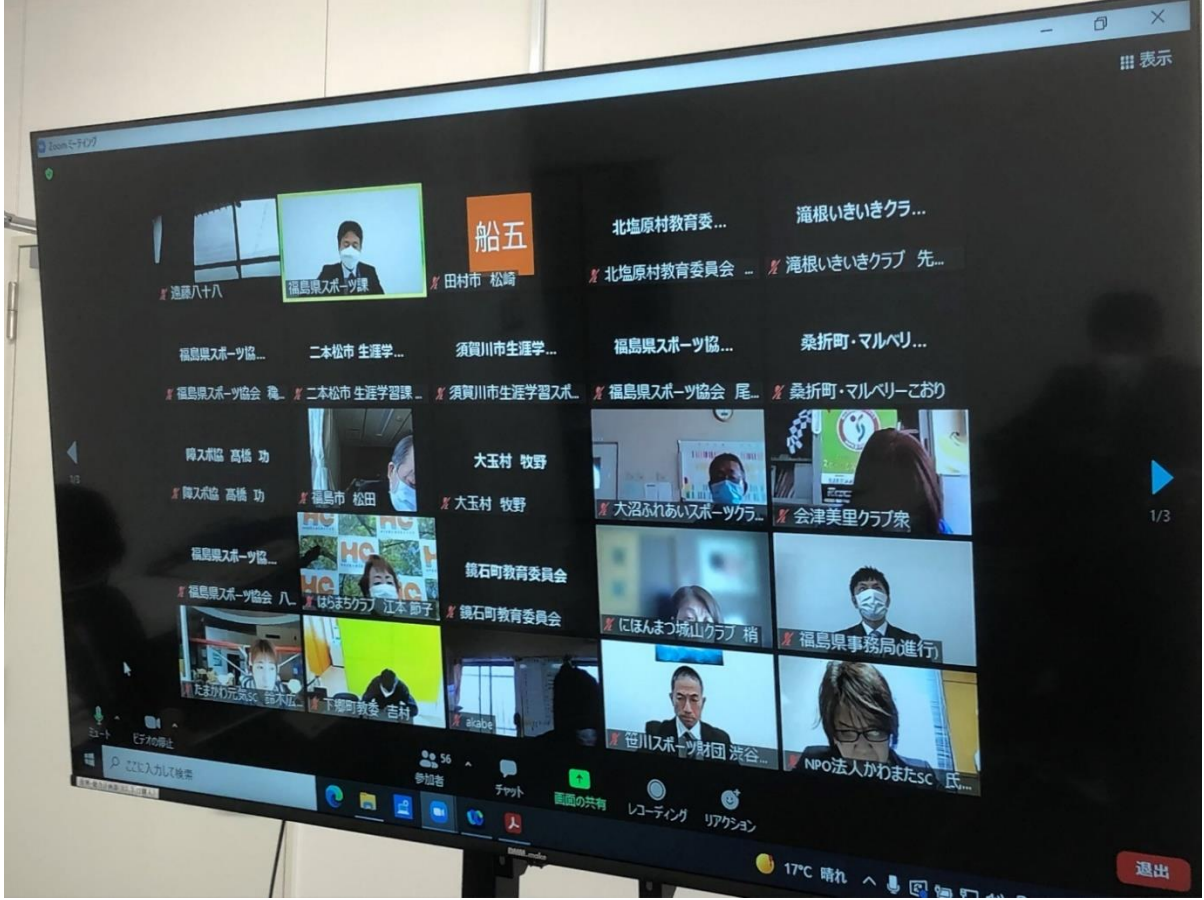 Zoom ミーティング
表示
遠藤八十八
福島県スポーツ課
船五
田村市 松崎
北塩原村教育委...
北塩原村教育委員会 ...
滝根いきいきクラ...
滝根いきいきクラブ 先...
福島県スポーツ協...
福島県スポーツ協会
二本松市 生涯学...
二本松市 生涯学習課...
須賀川市生涯学...
須賀川市生涯学習スポ...
福島県スポーツ協...
福島県スポーツ協会 尾...
桑折町・マルベリ...
桑折町・マルベリーこおり
障スポ協 髙橋 功
障スポ協 髙橋 功
福島市 松田
大玉村 牧野
大玉村 牧野
大沼ふれあいスポーツクラ...
会津美里クラブ衆
1/3
1/3
福島県スポーツ協...
福島県スポーツ協会 八...
HC
はらまちクラブ 江本 節子
鏡石町教育委員会
鏡石町教育委員会
にほんまつ城山クラブ 梢
福島県事務局(進行)
たまかわ元気sc 鈴木広...
下郷町教委 吉村
akabe
笹川スポーツ財団 渋谷...
NPO法人かわまたsc 氏...
ミュート
ビデオの停止
56
参加者
チャット
画面の共有
レコーディング
リアクション
退出
ここに入力して検索
17°C 晴れ